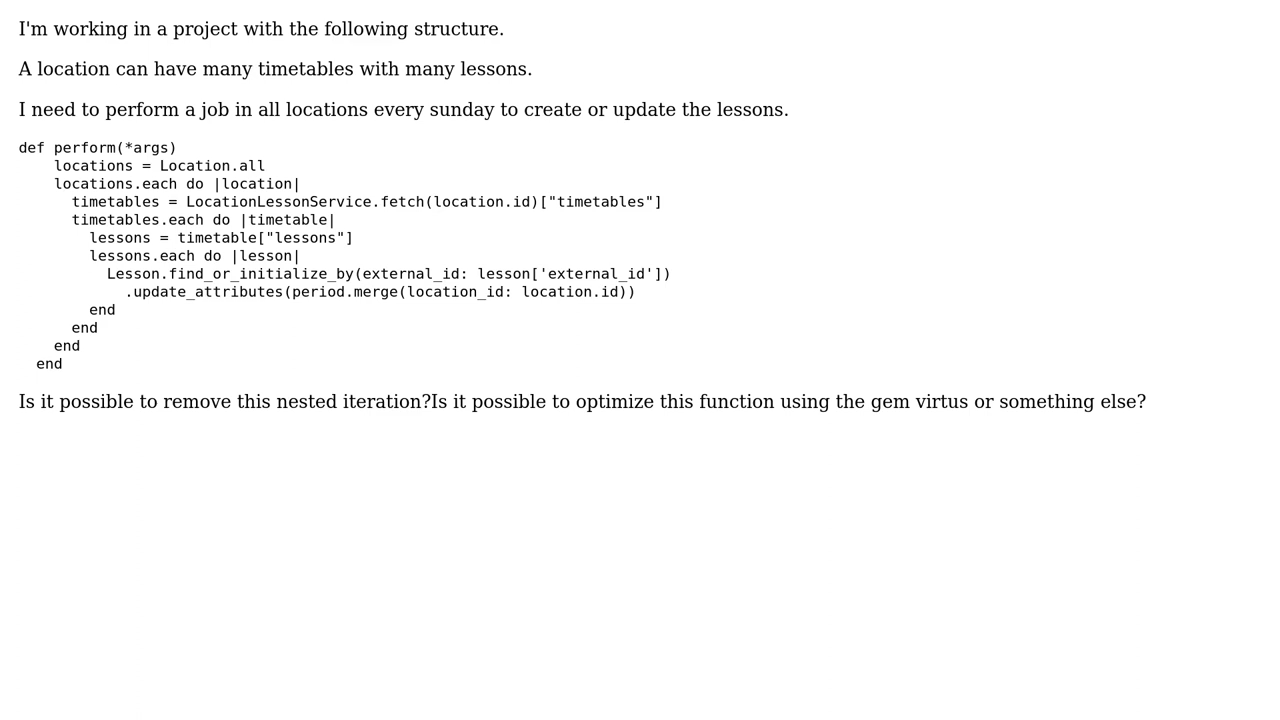 I'm working in a project with the following structure.
A location can have many timetables with many lessons.
I need to perform a job in all locations every sunday to create or update the lessons.
def perform(*args)
    locations = Location.all
    locations.each do |location|
      timetables = LocationLessonService.fetch(location.id)["timetables"]
      timetables.each do |timetable|
        lessons = timetable["lessons"]
        lessons.each do |lesson|
          Lesson.find_or_initialize_by(external_id: lesson['external_id'])
            .update_attributes(period.merge(location_id: location.id))
        end
      end
    end
  end
Is it possible to remove this nested iteration?Is it possible to optimize this function using the gem virtus or something else?